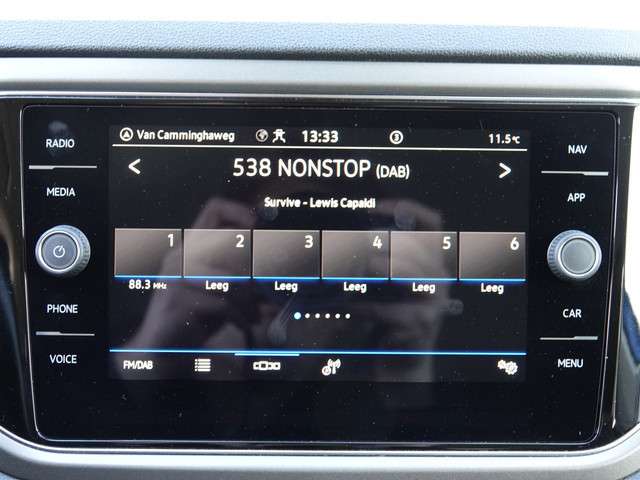 RADIO
MEDIA
PHONE
VOICE
Van Camminghaweg 13:33 3 11.5°C
538 NONSTOP (DAB)
Survive - Lewis Capaldi
1 2 3 4 5 6
88.3 MHz Leeg Leeg Leeg Leeg Leeg
FM/DAB
NAV
APP
CAR
MENU